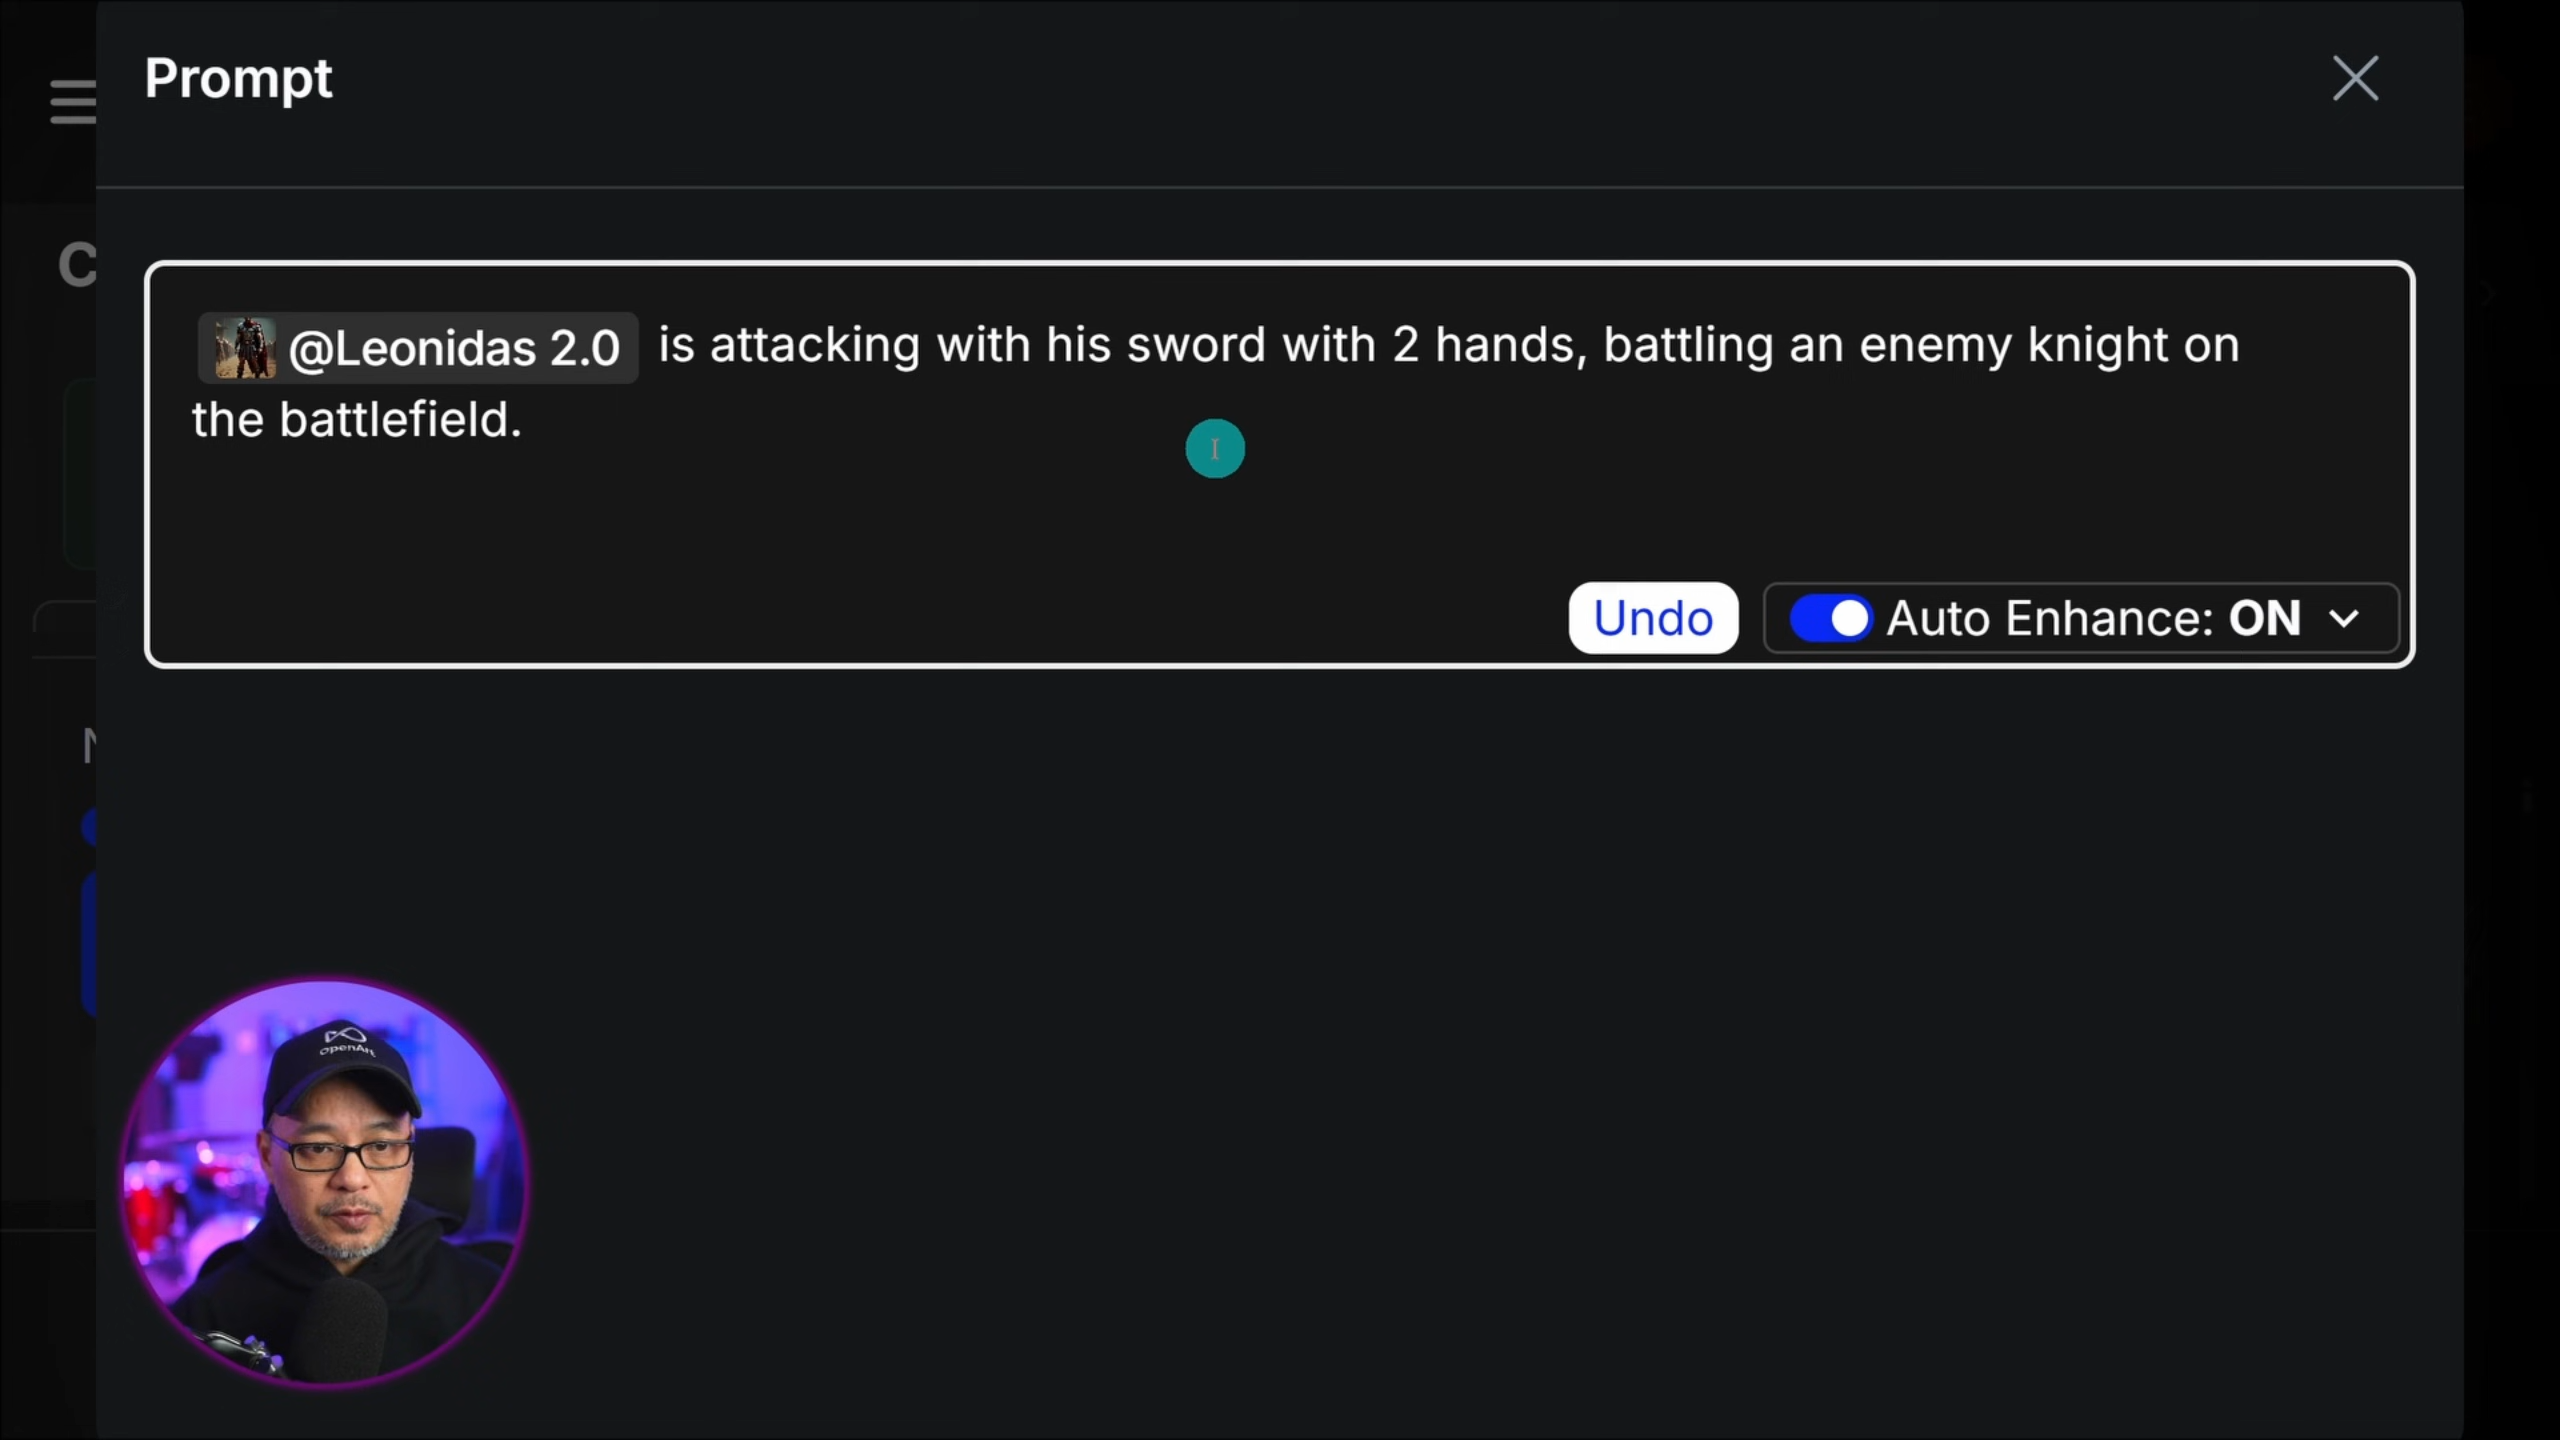 Prompt
@Leonidas 2.0 is attacking with his sword with 2 hands, battling an enemy knight on
the battlefield.
Undo
Auto Enhance: ON
OpenArt